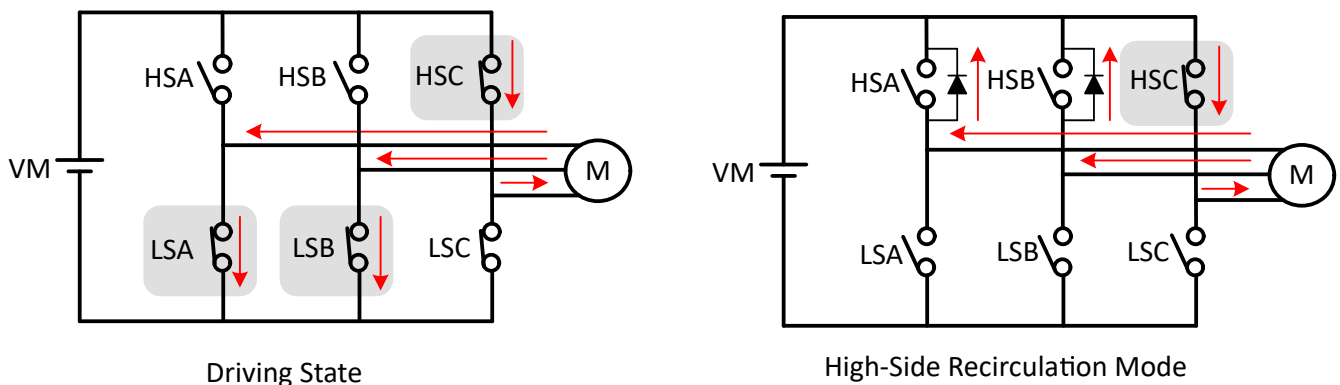 HSA
HSB
HSC
VM
M
LSA
LSB
LSC
Driving State
HSA
HSB
HSC
VM
M
LSA
LSB
LSC
High-Side Recirculation Mode